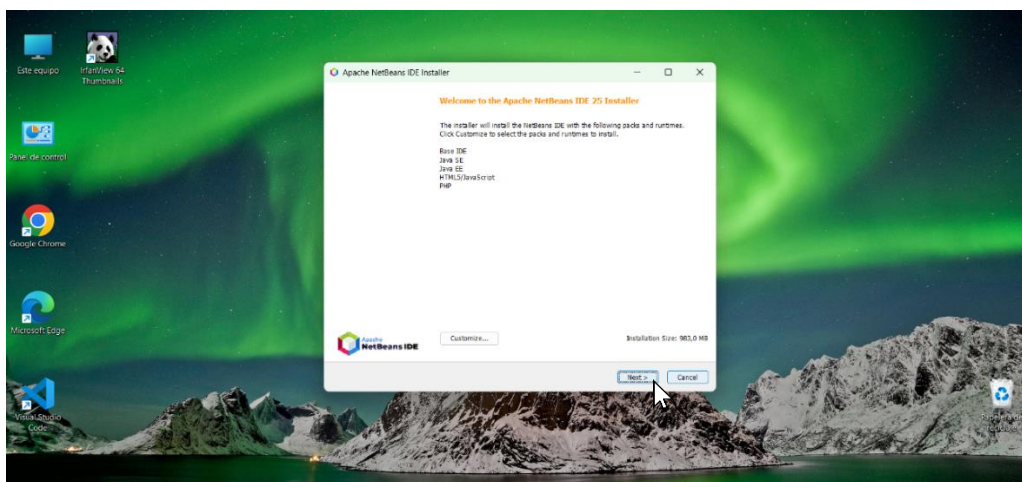 Este equipo
IrfanView 64
Thumbnails
Panel de control
Google Chrome
Microsoft Edge
Visual Studio
Code
Apache NetBeans IDE Installer
Welcome to the Apache NetBeans IDE 25 Installer
The installer will install the NetBeans IDE with the following packs and runtimes.
Click Customize to select the packs and runtimes to install.
Base IDE
Java SE
Java EE
HTML5/JavaScript
PHP
Apache
NetBeans IDE
Customize...
Installation Size: 983,0 MB
Next >
Cancel
Papelera de